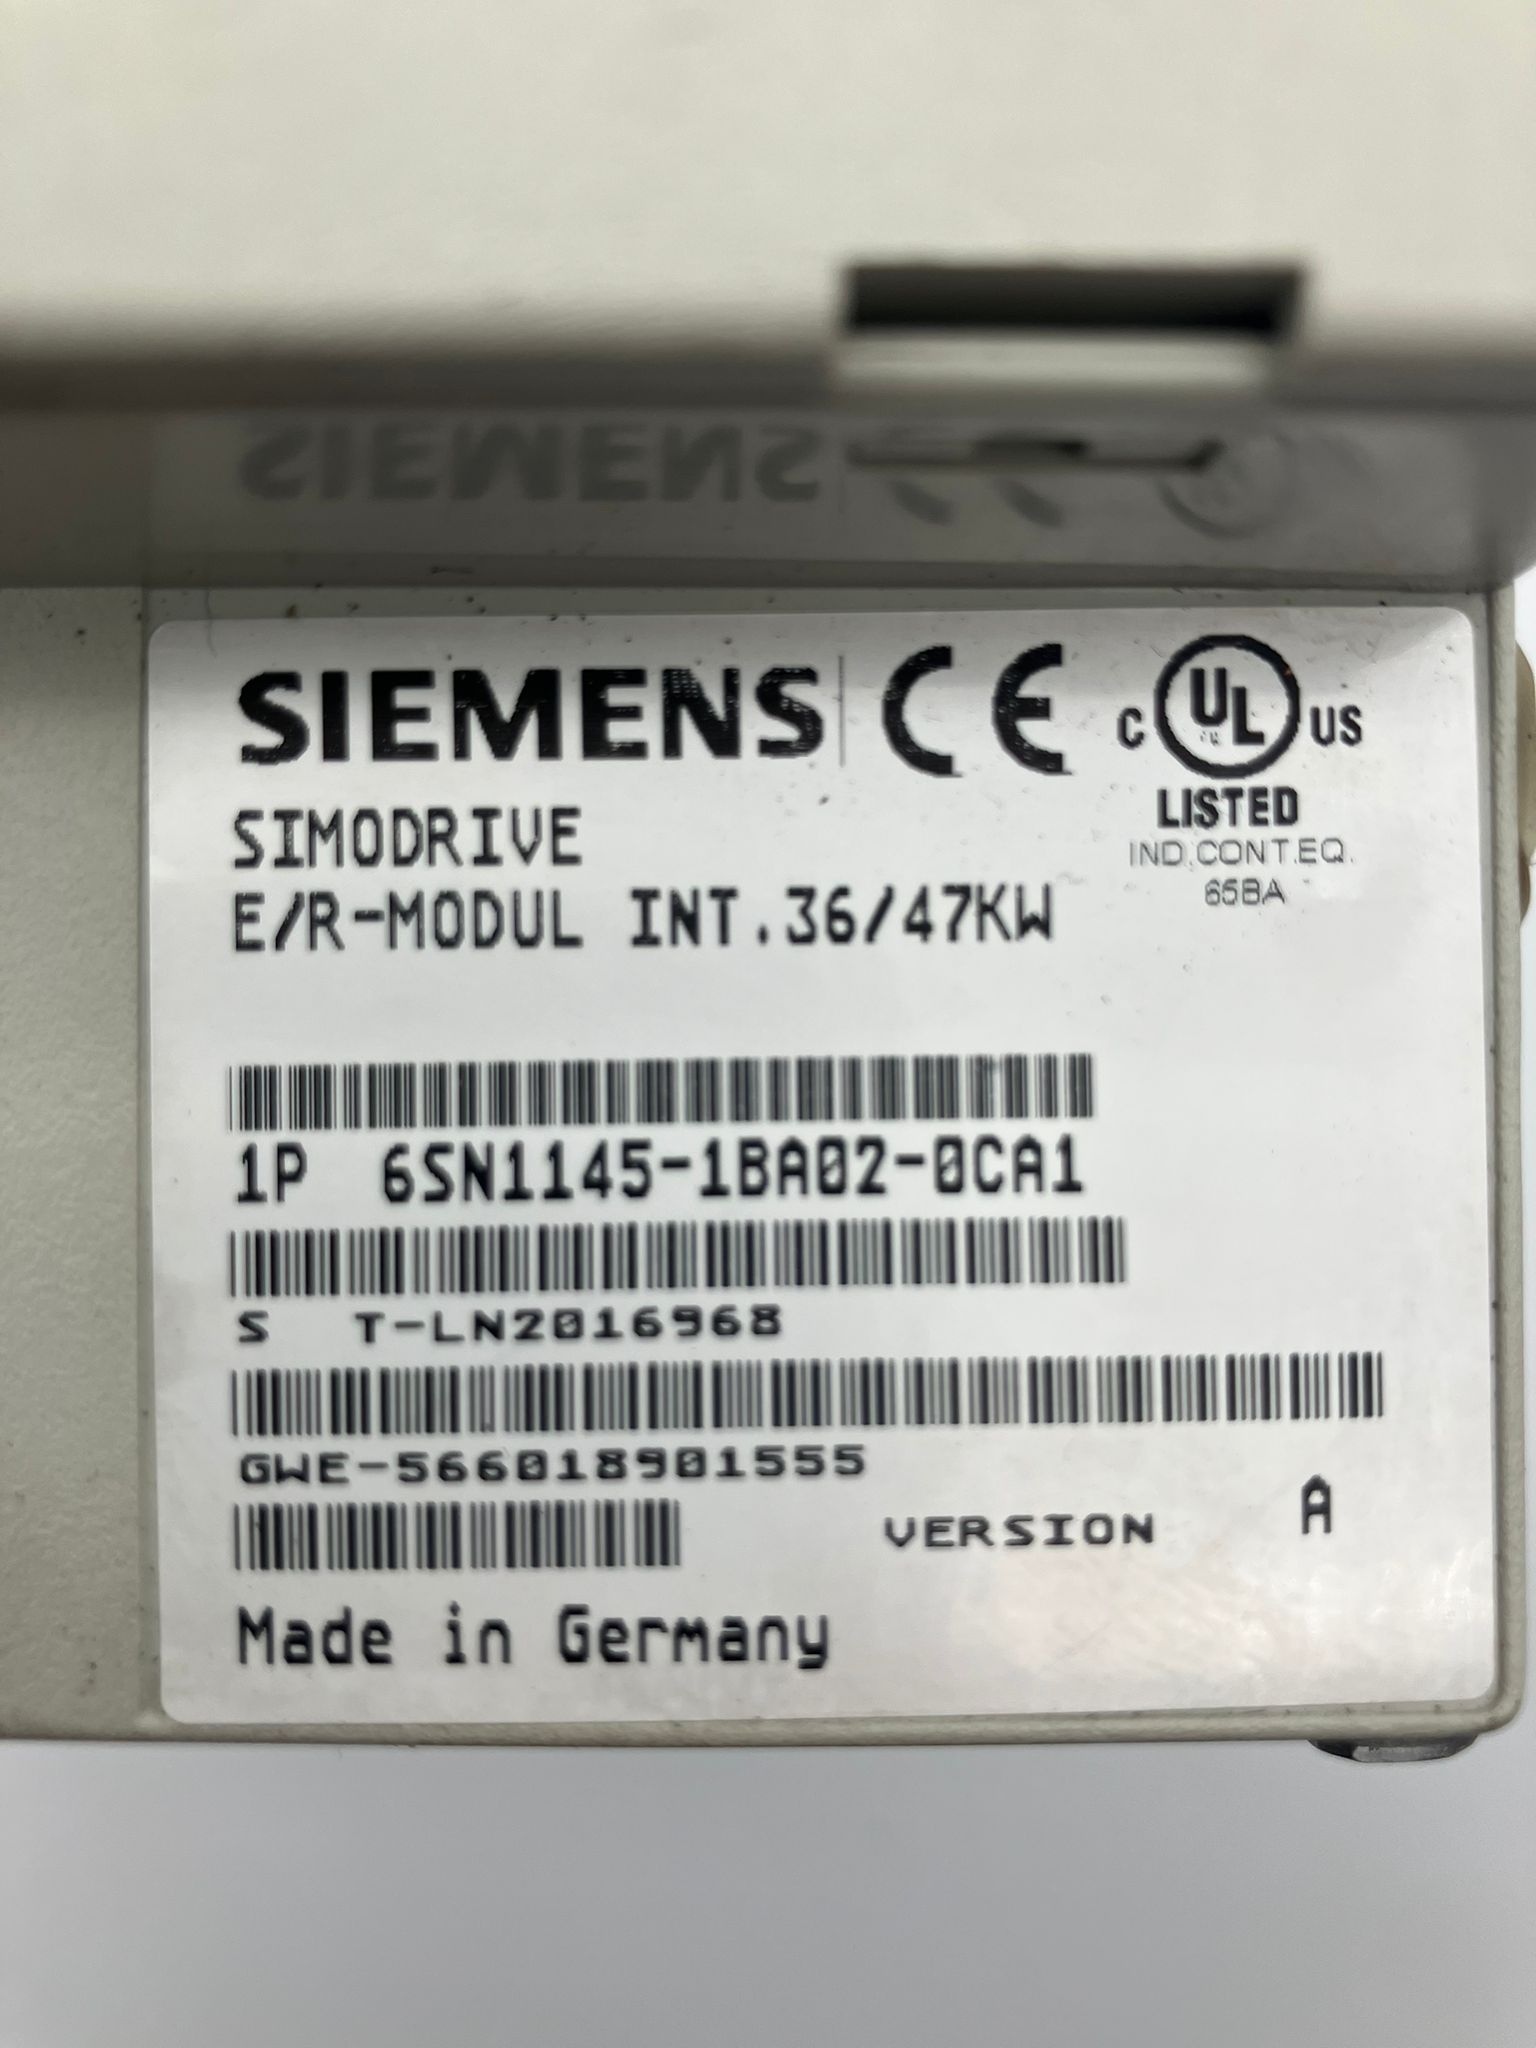 SIEMENS CE C UL US
LISTED
SIMODRIVE
IND.CONT.EQ.
E/R-MODUL INT.36/47KW
65BA
1P 6SN1145-1BA02-0CA1
S T-LN2016968
GWE-566018901555
VERSION A
Made in Germany